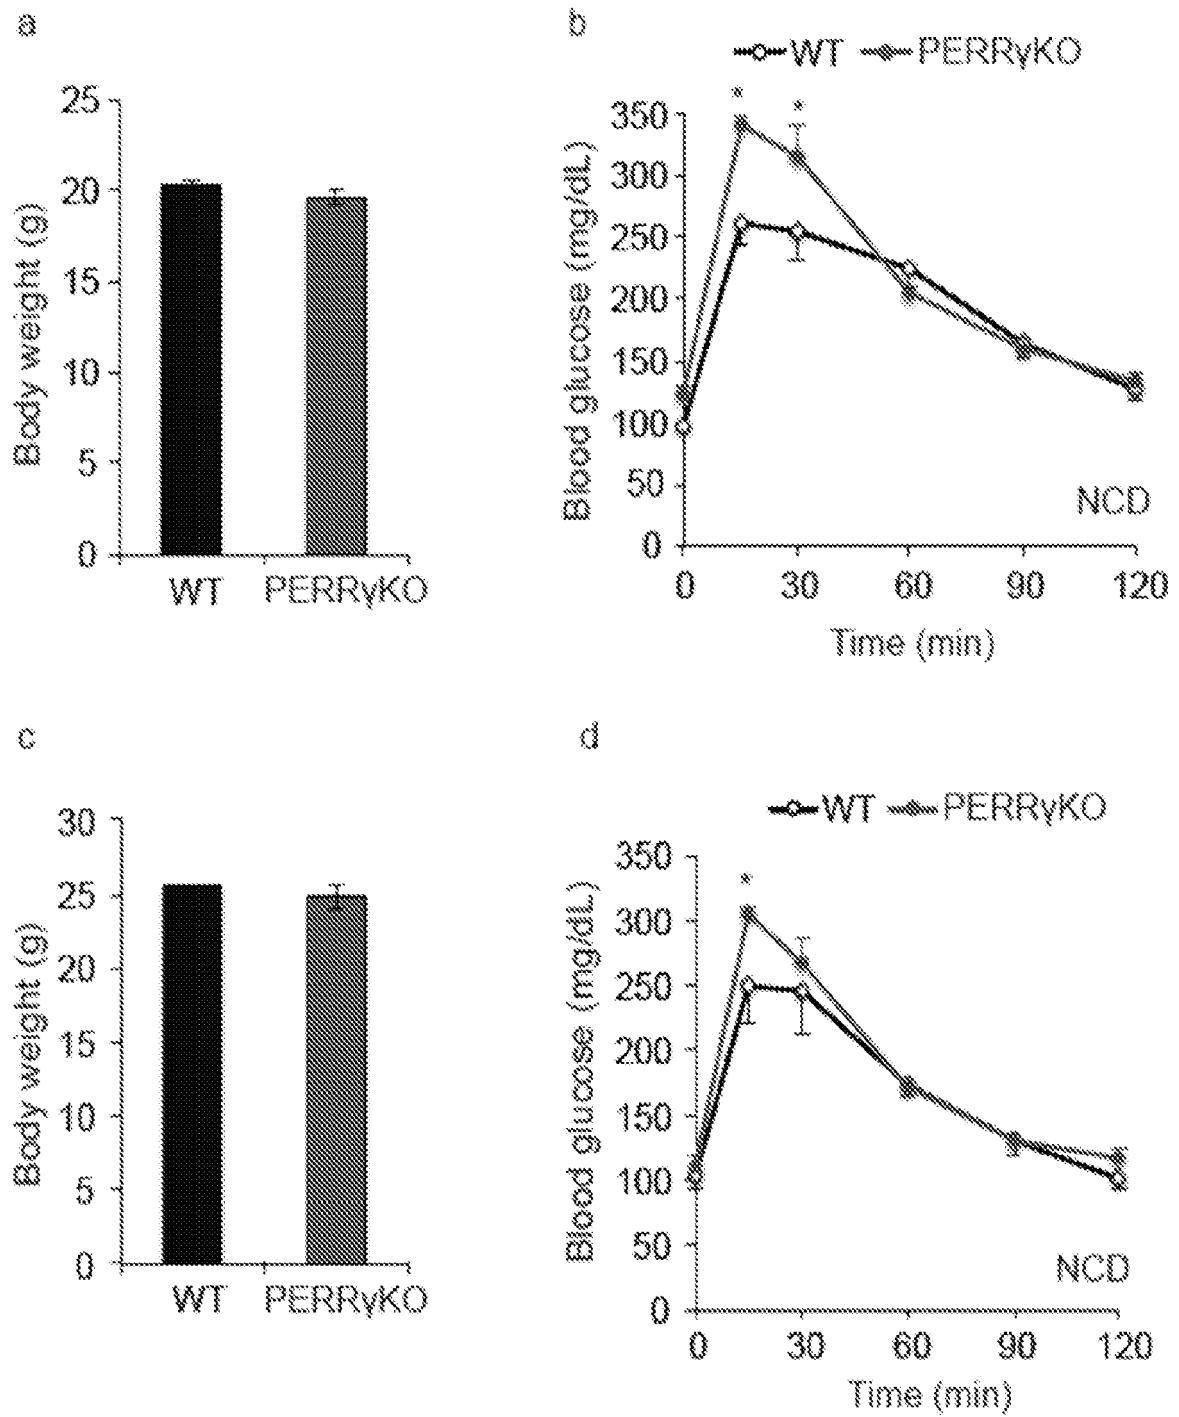 a
25
20
15
10
5
0
Body weight (g)
WT PERRγKO
b
WT PERRγKO
* *
350
300
250
200
150
100
50
0
Blood glucose (mg/dL)
NCD
0 30 60 90 120
Time (min)
c
30
25
20
15
10
5
0
Body weight (g)
WT PERRγKO
d
WT PERRγKO
*
350
300
250
200
150
100
50
0
Blood glucose (mg/dL)
NCD
0 30 60 90 120
Time (min)